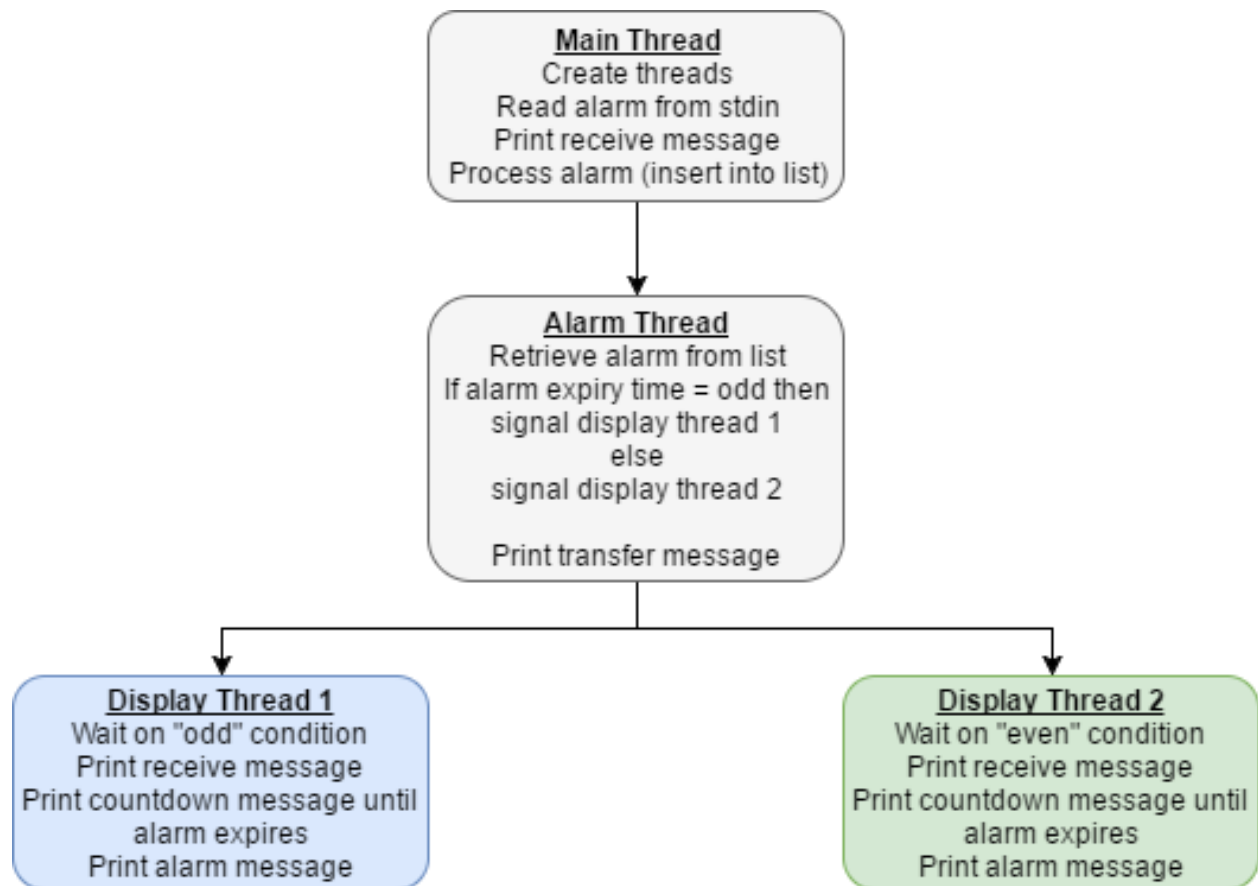 Main Thread
Create threads
Read alarm from stdin
Print receive message
Process alarm (insert into list)
Alarm Thread
Retrieve alarm from list
If alarm expiry time = odd then
signal display thread 1
else
signal display thread 2
Print transfer message
Display Thread 1
Wait on "odd" condition
Print receive message
Print countdown message until
alarm expires
Print alarm message
Display Thread 2
Wait on "even" condition
Print receive message
Print countdown message until
alarm expires
Print alarm message